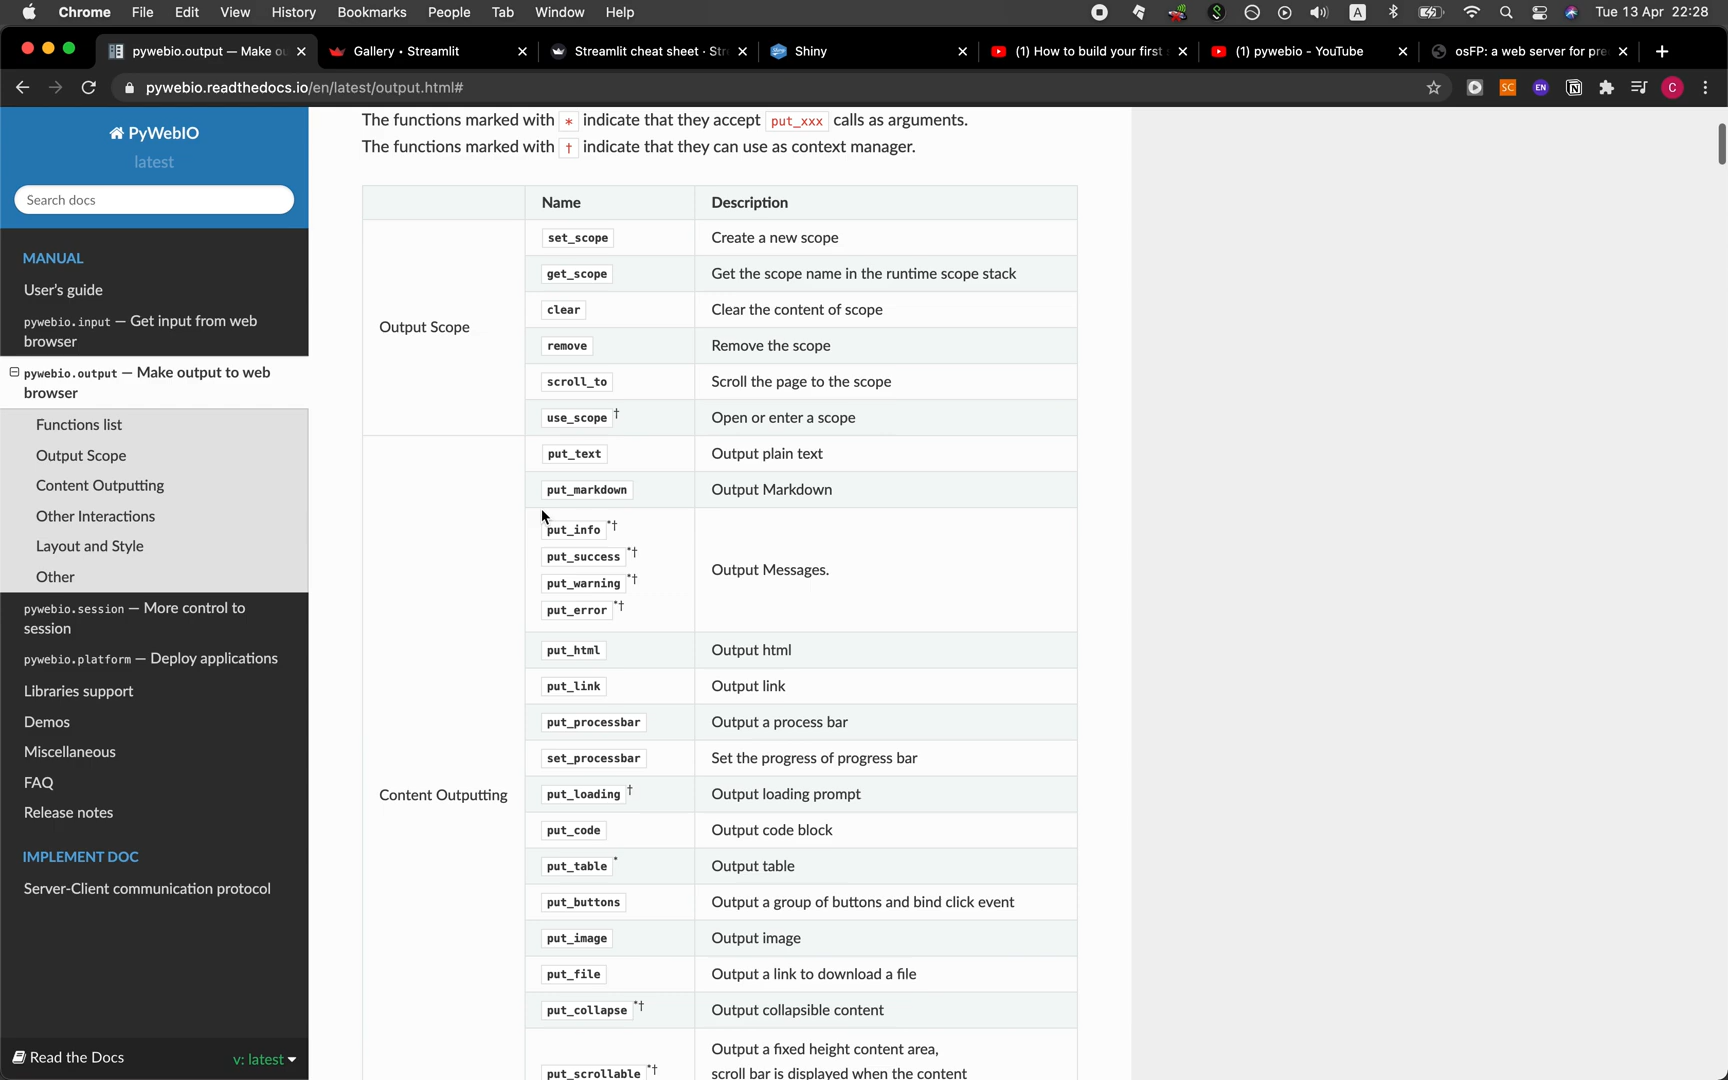 Chrome File Edit View History Bookmarks People Tab Window Help A Tue 13 Apr 22:28
pywebio.output — Make ou Gallery • Streamlit Streamlit cheat sheet · Str Shiny (1) How to build your first (1) pywebio - YouTube osFP: a web server for pre
pywebio.readthedocs.io/en/latest/output.html# SC EN C
PyWebIO
latest
Search docs
MANUAL
User's guide
pywebio.input — Get input from web
browser
pywebio.output — Make output to web
browser
Functions list
Output Scope
Content Outputting
Other Interactions
Layout and Style
Other
pywebio.session — More control to
session
pywebio.platform — Deploy applications
Libraries support
Demos
Miscellaneous
FAQ
Release notes
IMPLEMENT DOC
Server-Client communication protocol
Read the Docs v: latest
The functions marked with * indicate that they accept put_xxx calls as arguments.
The functions marked with † indicate that they can use as context manager.
Name Description
Output Scope
set_scope Create a new scope
get_scope Get the scope name in the runtime scope stack
clear Clear the content of scope
remove Remove the scope
scroll_to Scroll the page to the scope
use_scope † Open or enter a scope
Content Outputting
put_text Output plain text
put_markdown Output Markdown
put_info *†
put_success *†
put_warning *†
put_error *†
Output Messages.
put_html Output html
put_link Output link
put_processbar Output a process bar
set_processbar Set the progress of progress bar
put_loading † Output loading prompt
put_code Output code block
put_table * Output table
put_buttons Output a group of buttons and bind click event
put_image Output image
put_file Output a link to download a file
put_collapse *† Output collapsible content
put_scrollable *† Output a fixed height content area,
scroll bar is displayed when the content